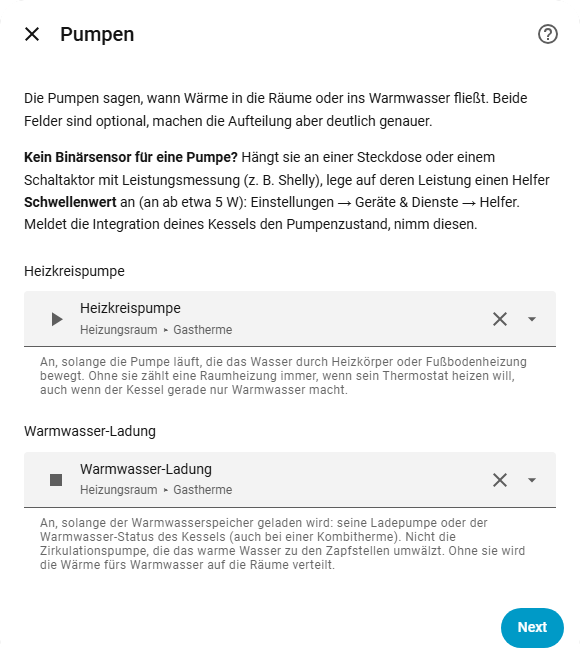 Pumpen
Die Pumpen sagen, wann Wärme in die Räume oder ins Warmwasser fließt. Beide
Felder sind optional, machen die Aufteilung aber deutlich genauer.
Kein Binärsensor für eine Pumpe? Hängt sie an einer Steckdose oder einem
Schaltaktor mit Leistungsmessung (z. B. Shelly), lege auf deren Leistung einen Helfer
Schwellenwert an (an ab etwa 5 W): Einstellungen → Geräte & Dienste → Helfer.
Meldet die Integration deines Kessels den Pumpenzustand, nimm diesen.
Heizkreispumpe
Heizkreispumpe
Heizungsraum ▸ Gastherme
An, solange die Pumpe läuft, die das Wasser durch Heizkörper oder Fußbodenheizung
bewegt. Ohne sie zählt eine Raumheizung immer, wenn sein Thermostat heizen will,
auch wenn der Kessel gerade nur Warmwasser macht.
Warmwasser-Ladung
Warmwasser-Ladung
Heizungsraum ▸ Gastherme
An, solange der Warmwasserspeicher geladen wird: seine Ladepumpe oder der
Warmwasser-Status des Kessels (auch bei einer Kombitherme). Nicht die
Zirkulationspumpe, die das warme Wasser zu den Zapfstellen umwälzt. Ohne sie wird
die Wärme fürs Warmwasser auf die Räume verteilt.
Next